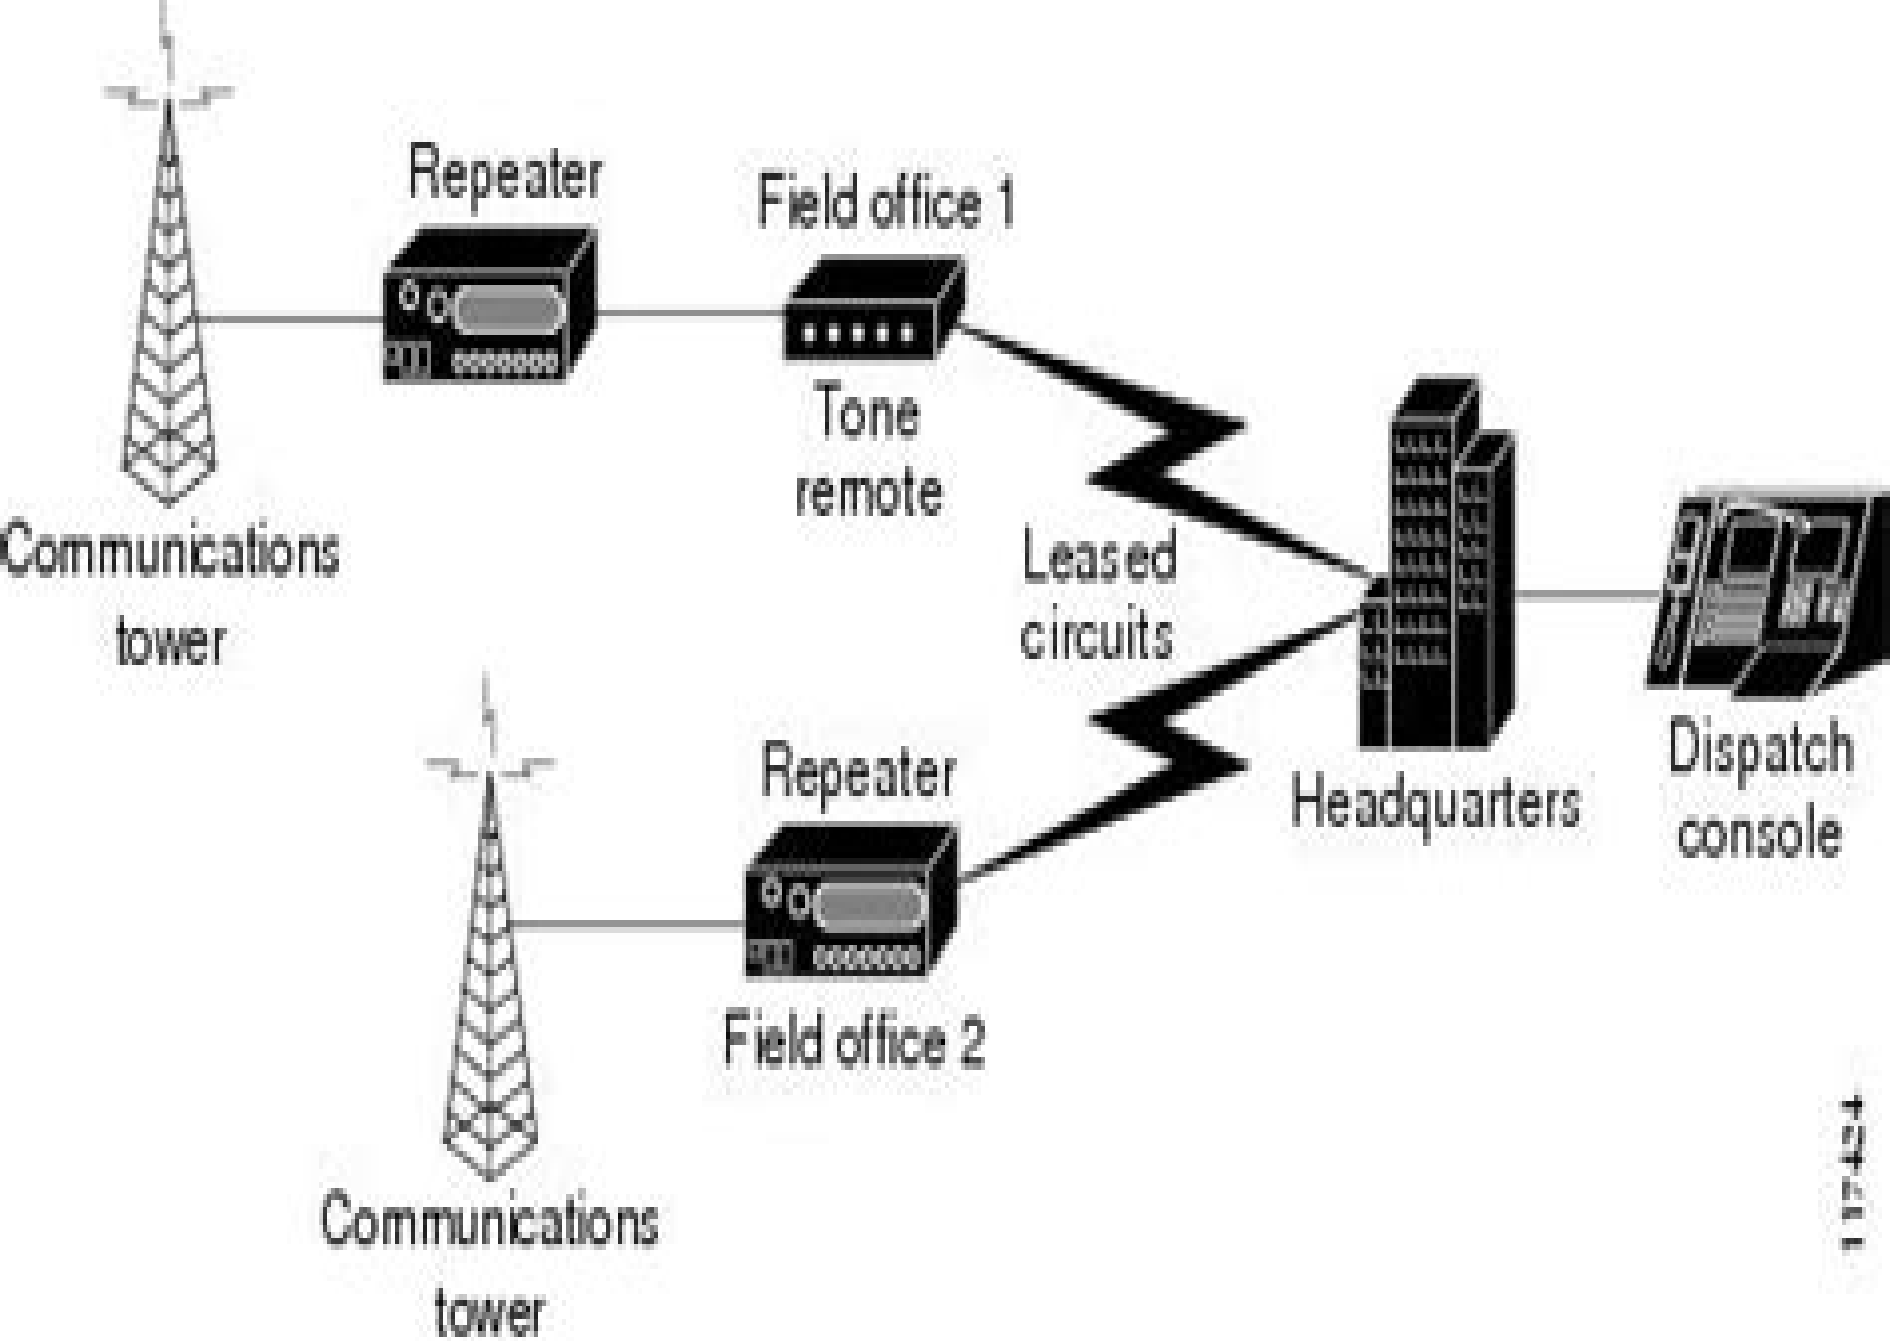 Repeater
Field office 1
Tone
remote
Communications
tower
Leased
circuits
Repeater
Headquarters
Dispatch
console
Field office 2
Communications
tower